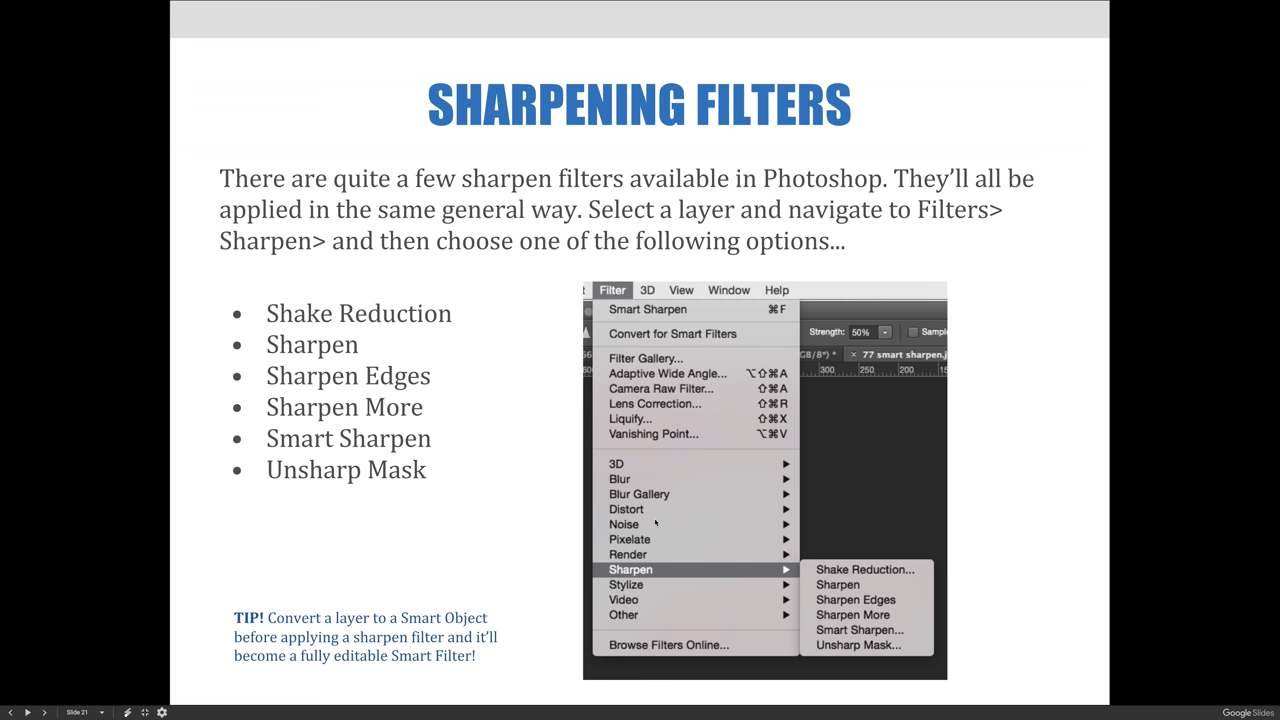 SHARPENING FILTERS
There are quite a few sharpen filters available in Photoshop. They’ll all be
applied in the same general way. Select a layer and navigate to Filters>
Sharpen> and then choose one of the following options...
• Shake Reduction
• Sharpen
• Sharpen Edges
• Sharpen More
• Smart Sharpen
• Unsharp Mask
TIP! Convert a layer to a Smart Object
before applying a sharpen filter and it’ll
become a fully editable Smart Filter!
Filter 3D View Window Help
Smart Sharpen ⌘F
Convert for Smart Filters
Filter Gallery...
Adaptive Wide Angle... ⌥⇧⌘A
Camera Raw Filter... ⇧⌘A
Lens Correction... ⇧⌘R
Liquify... ⇧⌘X
Vanishing Point... ⌥⌘V
3D
Blur
Blur Gallery
Distort
Noise
Pixelate
Render
Sharpen
Stylize
Video
Other
Browse Filters Online...
Strength: 50% Sampl
GB/8*) * × 77 smart sharpen.j
300 250 200 15
Shake Reduction...
Sharpen
Sharpen Edges
Sharpen More
Smart Sharpen...
Unsharp Mask...
Slide 21
Google Slides